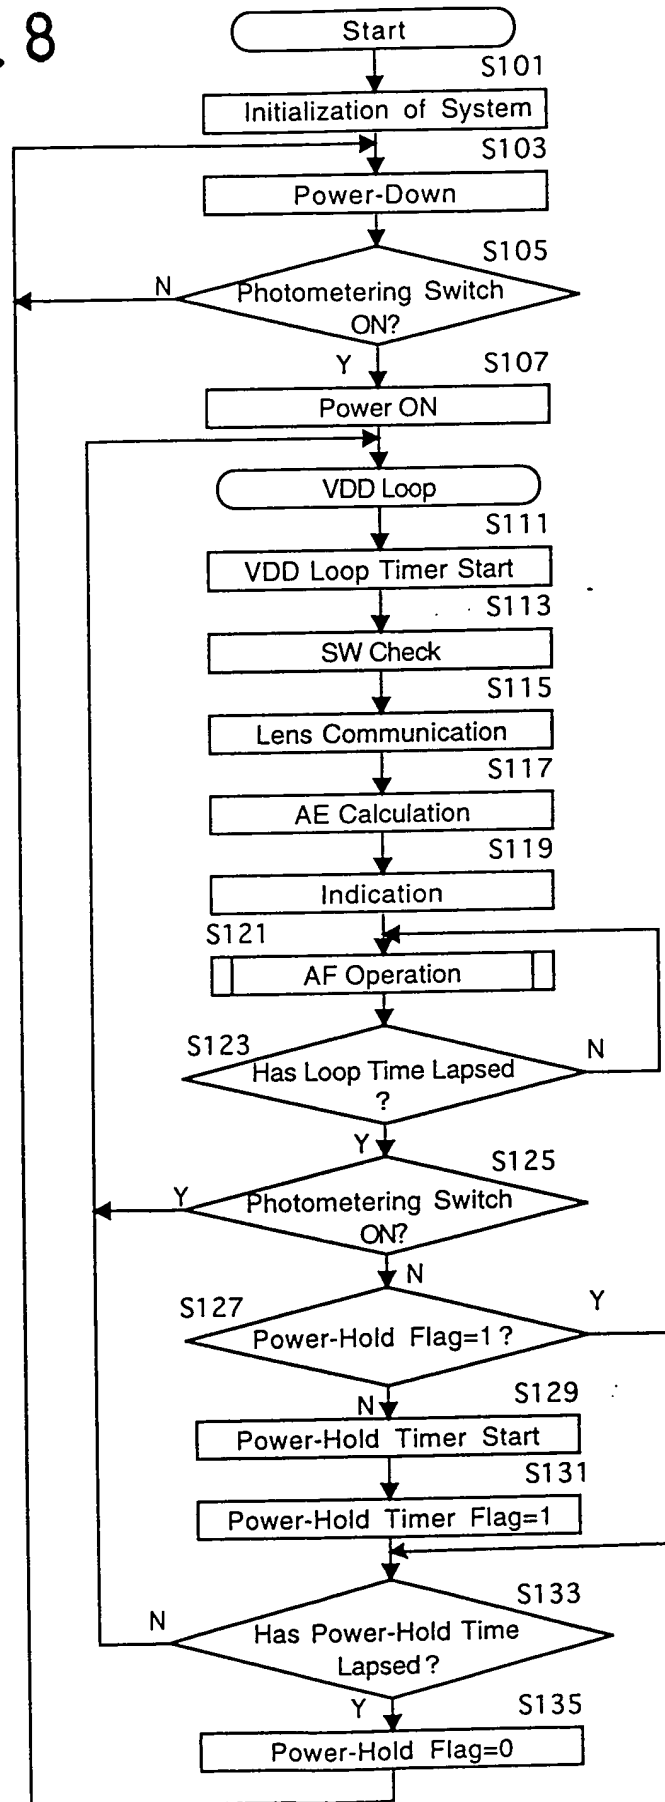 . 8
Start
S101
Initialization of System
S103
Power-Down
S105
N
Photometering Switch
ON?
Y
S107
Power ON
VDD Loop
S111
VDD Loop Timer Start
S113
SW Check
S115
Lens Communication
S117
AE Calculation
S119
Indication
S121
AF Operation
S123
N
Has Loop Time Lapsed
?
Y
S125
Y
Photometering Switch
ON?
N
S127
Y
Power-Hold Flag=1?
N
S129
Power-Hold Timer Start
S131
Power-Hold Timer Flag=1
S133
N
Has Power-Hold Time
Lapsed?
Y
S135
Power-Hold Flag=0